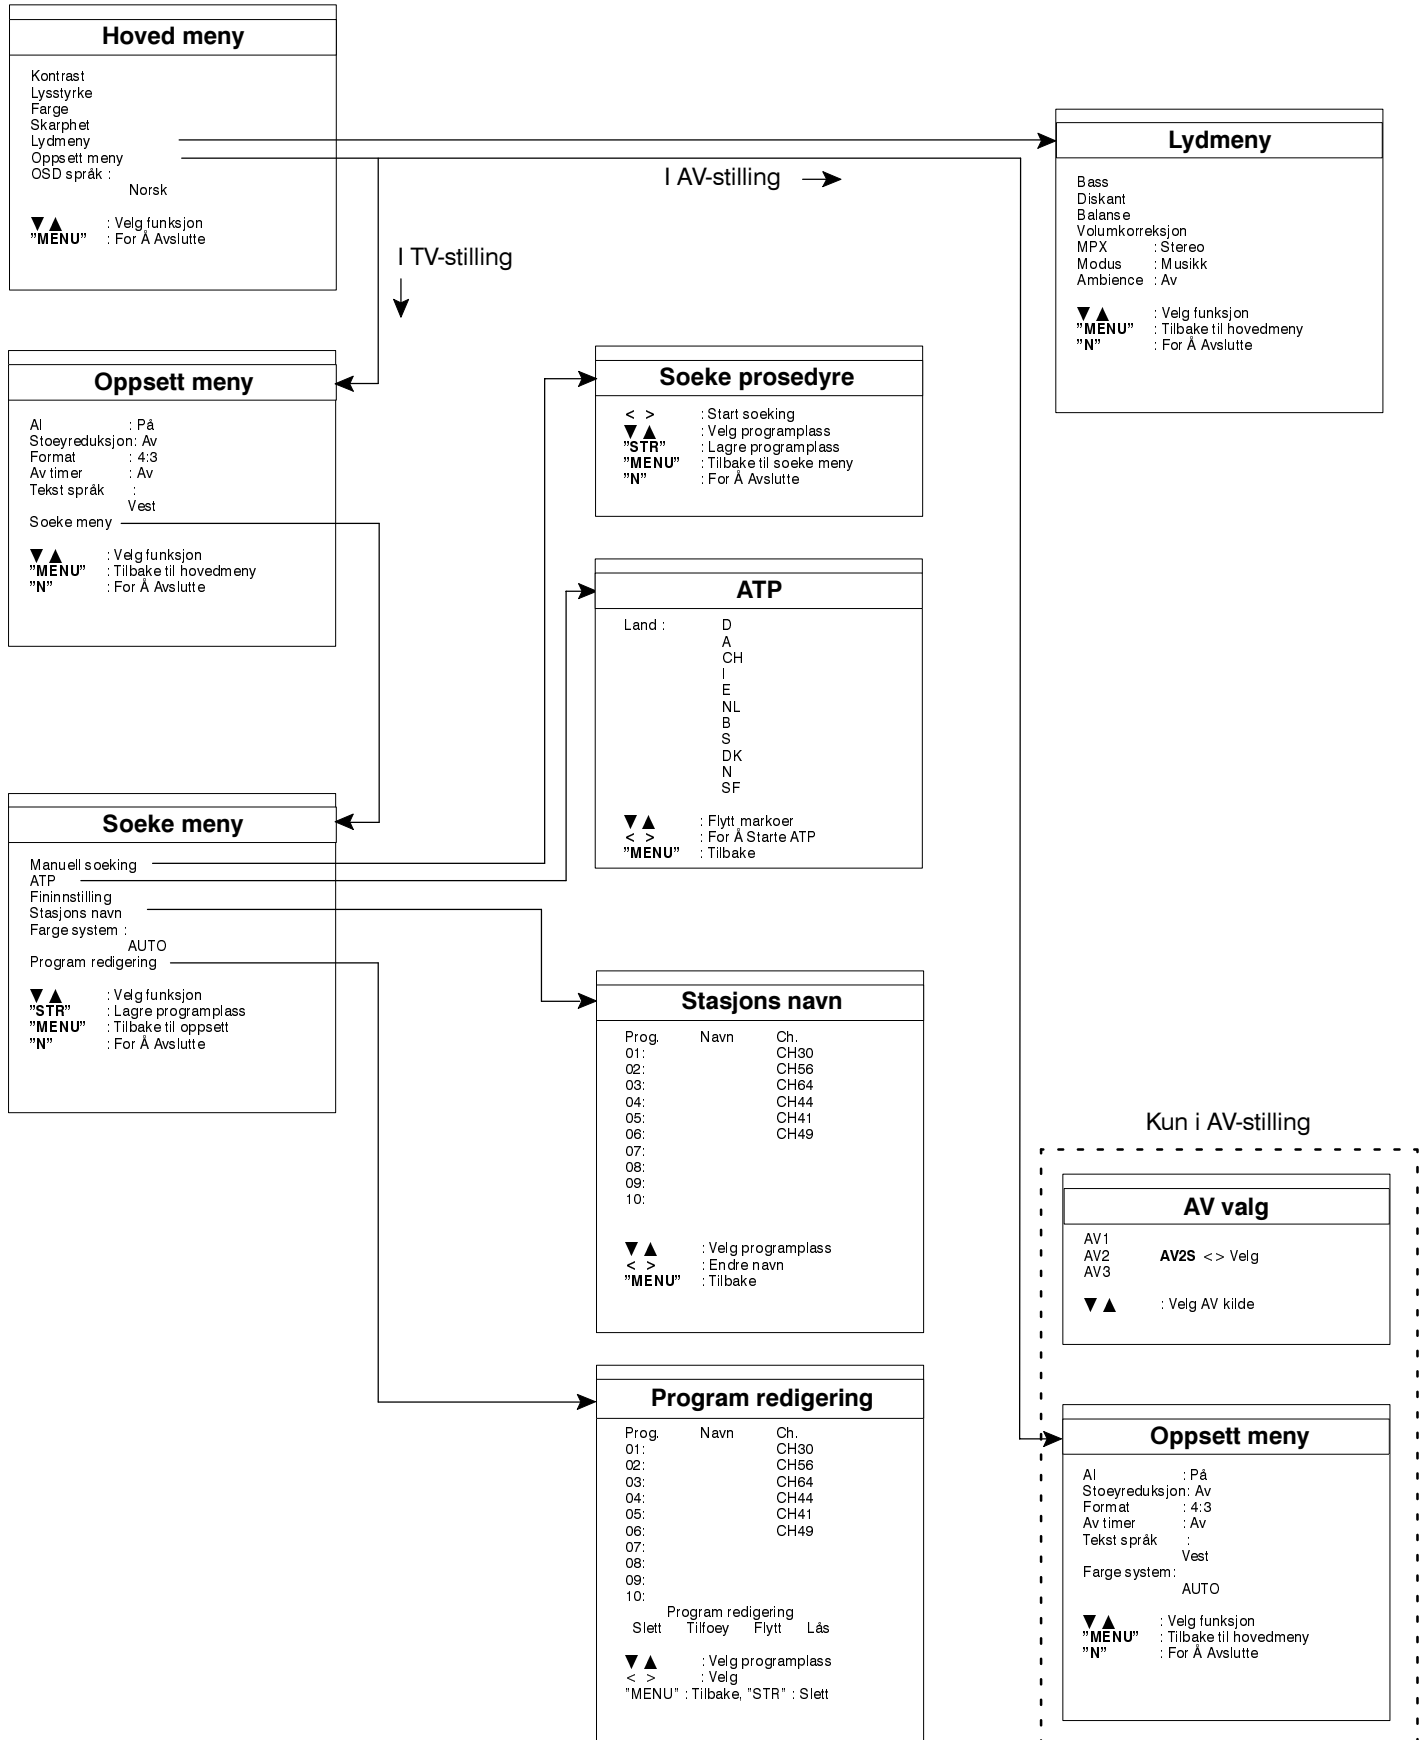 Hoved meny
Kontrast
Lysstyrke
Farge
Skarphet
Lydmeny
Oppsett meny
OSD språk :
Norsk
▼ ▲ : Velg funksjon
"MENU" : For Å Avslutte
I AV-stilling
I TV-stilling
Lydmeny
Bass
Diskant
Balanse
Volumkorreksjon
MPX : Stereo
Modus : Musikk
Ambience : Av
▼ ▲ : Velg funksjon
"MENU" : Tilbake til hovedmeny
"N" : For Å Avslutte
Oppsett meny
AI : På
Stoeyreduksjon: Av
Format : 4:3
Av timer : Av
Tekst språk :
Vest
Soeke meny
▼ ▲ : Velg funksjon
"MENU" : Tilbake til hovedmeny
"N" : For Å Avslutte
Soeke prosedyre
< > : Start soeking
▼ ▲ : Velg programplass
"STR" : Lagre programplass
"MENU" : Tilbake til soeke meny
"N" : For Å Avslutte
ATP
Land : D
A
CH
I
E
NL
B
S
DK
N
SF
▼ ▲ : Flytt markoer
< > : For Å Starte ATP
"MENU" : Tilbake
Soeke meny
Manuell soeking
ATP
Fininnstilling
Stasjons navn
Farge system :
AUTO
Program redigering
▼ ▲ : Velg funksjon
"STR" : Lagre programplass
"MENU" : Tilbake til oppsett
"N" : For Å Avslutte
Stasjons navn
Prog. Navn Ch.
01: CH30
02: CH56
03: CH64
04: CH44
05: CH41
06: CH49
07:
08:
09:
10:
▼ ▲ : Velg programplass
< > : Endre navn
"MENU" : Tilbake
Kun i AV-stilling
AV valg
AV1
AV2 AV2S <> Velg
AV3
▼ ▲ : Velg AV kilde
Program redigering
Prog. Navn Ch.
01: CH30
02: CH56
03: CH64
04: CH44
05: CH41
06: CH49
07:
08:
09:
10:
Program redigering
Slett Tilfoey Flytt Lås
▼ ▲ : Velg programplass
< > : Velg
"MENU" : Tilbake, "STR" : Slett
Oppsett meny
AI : På
Stoeyreduksjon: Av
Format : 4:3
Av timer : Av
Tekst språk :
Vest
Farge system:
AUTO
▼ ▲ : Velg funksjon
"MENU" : Tilbake til hovedmeny
"N" : For Å Avslutte